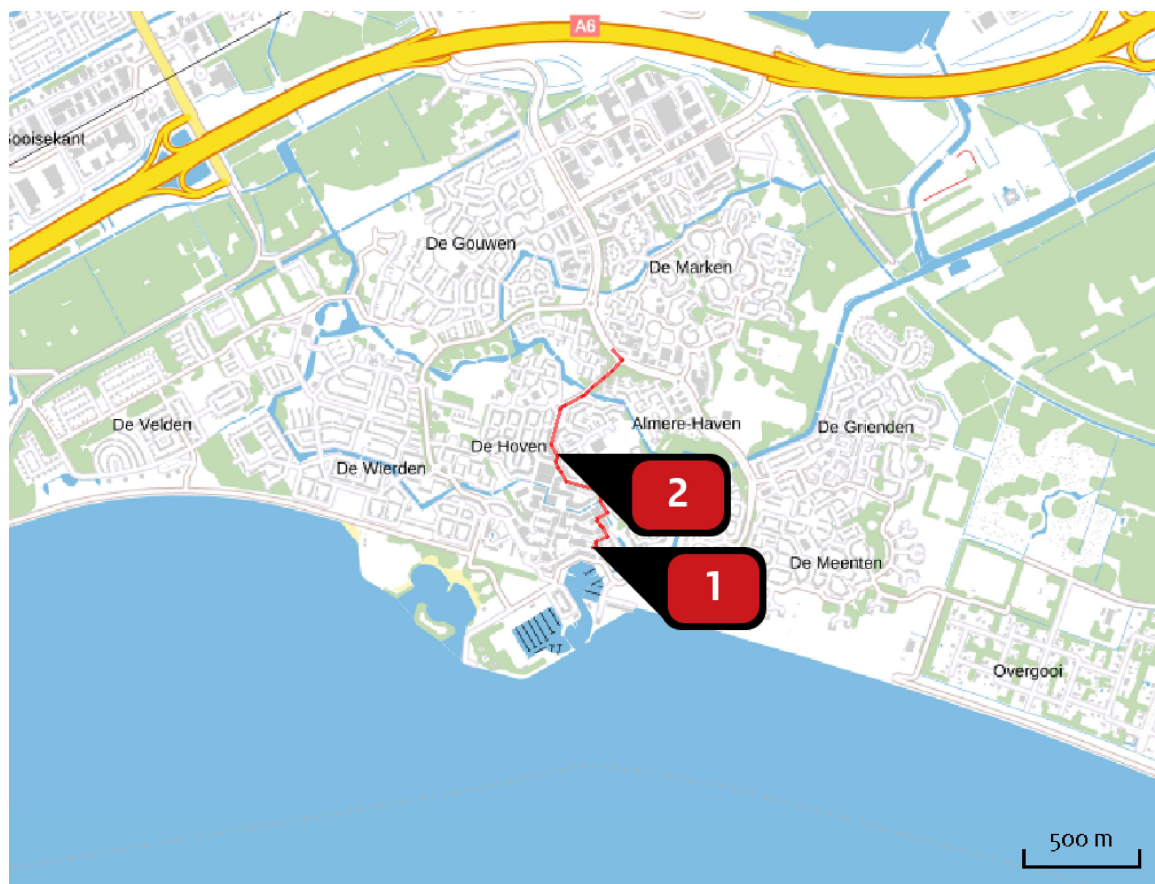 A6
ooisekant
De Gouwen
De Marken
De Velden
De Hoven
Almere-Haven
De Grienden
De Wierden
2
De Meenten
1
Overgooi
500 m